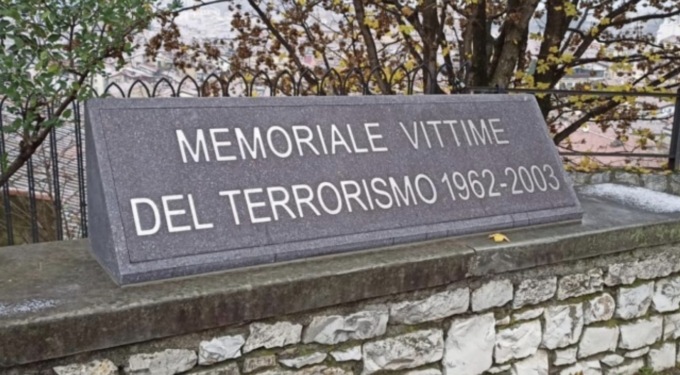 MEMORIALE VITTIME
DEL TERRORISMO 1962-2003